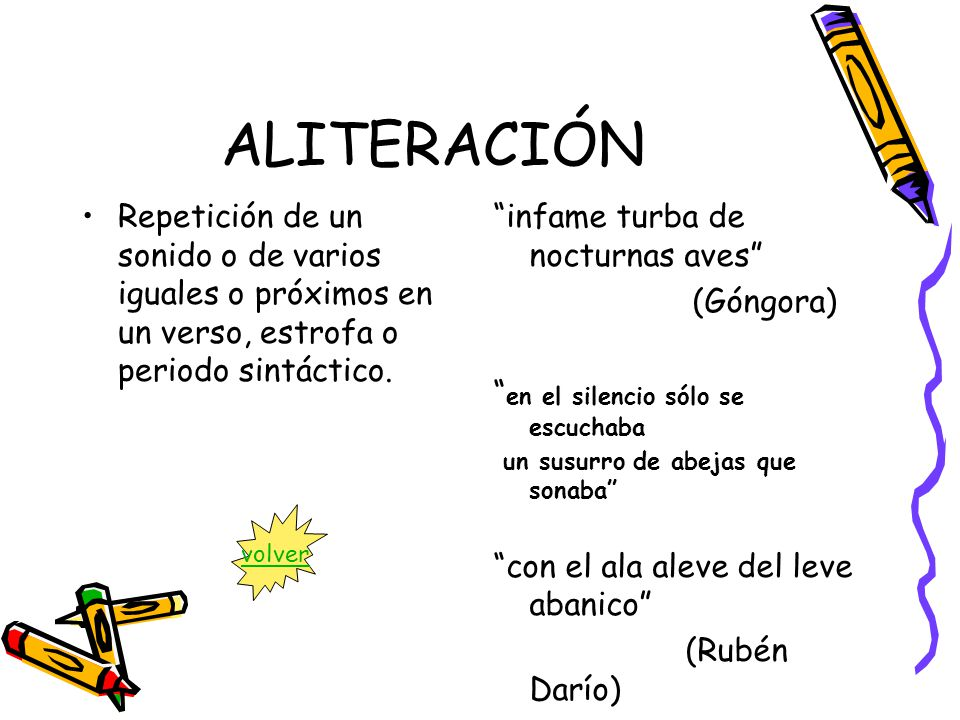 ALITERACIÓN
• Repetición de un
sonido o de varios
iguales o próximos en
un verso, estrofa o
periodo sintáctico.
“infame turba de
nocturnas aves”
(Góngora)
“en el silencio sólo se
escuchaba
un susurro de abejas que
sonaba”
“con el ala aleve del leve
abanico”
(Rubén
Darío)
volver